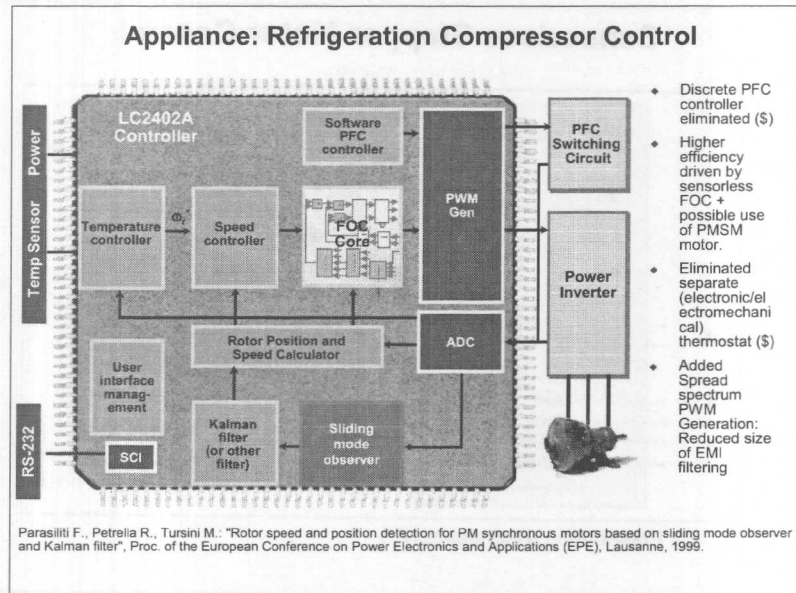 Appliance: Refrigeration Compressor Control
LC2402A
Controller
Power
Temp Sensor
RS-232
Software
PFC
controller
PWM
Gen
PFC
Switching
Circuit
Temperature
controller
Speed
controller
FOC
Core
Power
Inverter
Rotor Position and
Speed Calculator
ADC
User
interface
manag-
ement
Kalman
filter
(or other
filter)
Sliding
mode
observer
SCI
♦ Discrete PFC
controller
eliminated ($)
♦ Higher
efficiency
driven by
sensorless
FOC +
possible use
of PMSM
motor.
♦ Eliminated
separate
(electronic/el
ectromechani
cal)
thermostat ($)
♦ Added
Spread
spectrum
PWM
Generation:
Reduced size
of EMI
filtering
Parasiliti F., Petrella R., Tursini M.: "Rotor speed and position detection for PM synchronous motors based on sliding mode observer
and Kalman filter", Proc. of the European Conference on Power Electronics and Applications (EPE), Lausanne, 1999.